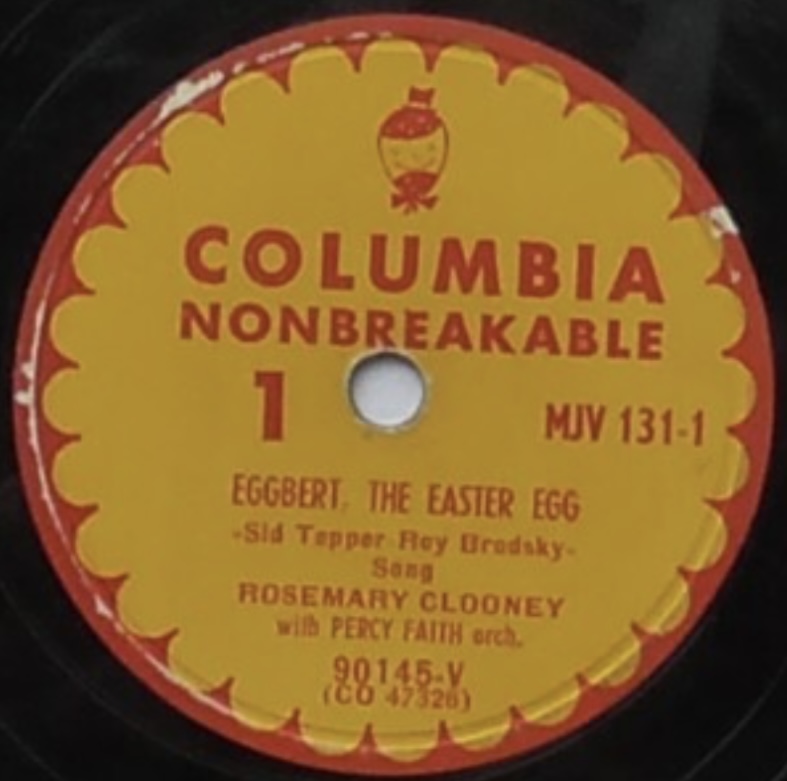 COLUMBIA
NONBREAKABLE
1 MJV 131-1
EGGBERT, THE EASTER EGG
-Sid Tepper-Roy Brodsky-
Song
ROSEMARY CLOONEY
with PERCY FAITH orch.
90145-V
(CO 47326)